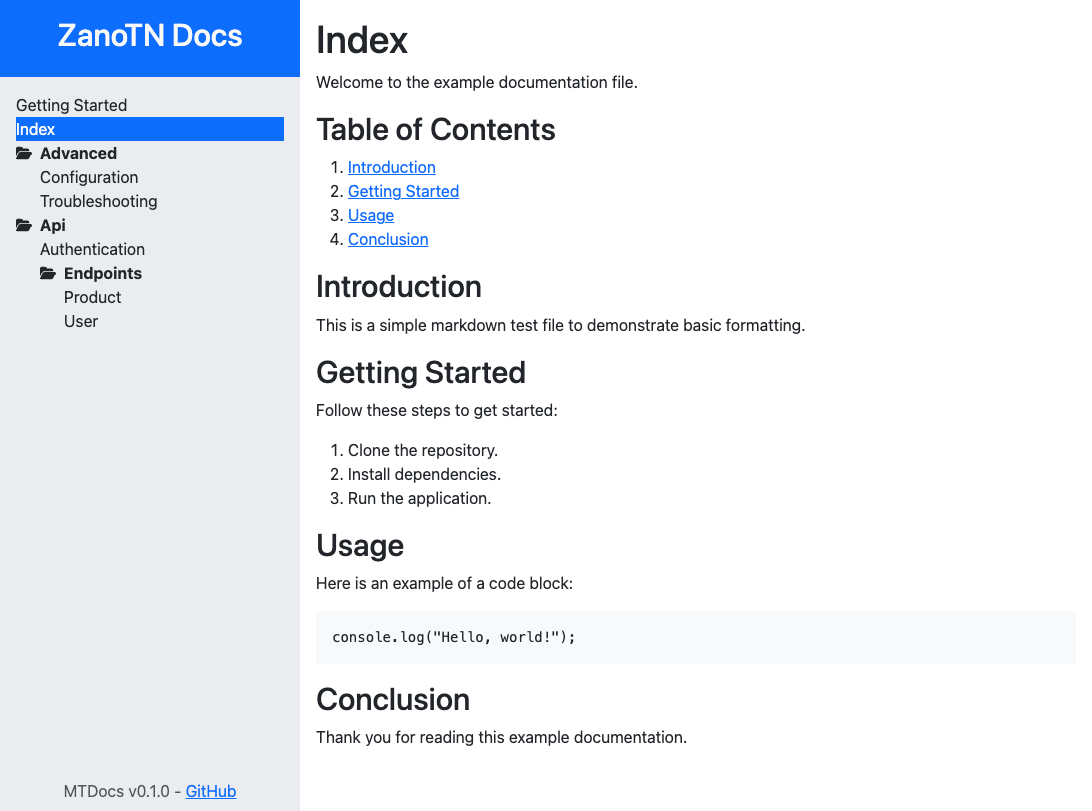 ZanoTN Docs
Getting Started
Index
Advanced
Configuration
Troubleshooting
Api
Authentication
Endpoints
Product
User
MTDocs v0.1.0 - GitHub
Index
Welcome to the example documentation file.
Table of Contents
1. Introduction
2. Getting Started
3. Usage
4. Conclusion
Introduction
This is a simple markdown test file to demonstrate basic formatting.
Getting Started
Follow these steps to get started:
1. Clone the repository.
2. Install dependencies.
3. Run the application.
Usage
Here is an example of a code block:
console.log("Hello, world!");
Conclusion
Thank you for reading this example documentation.